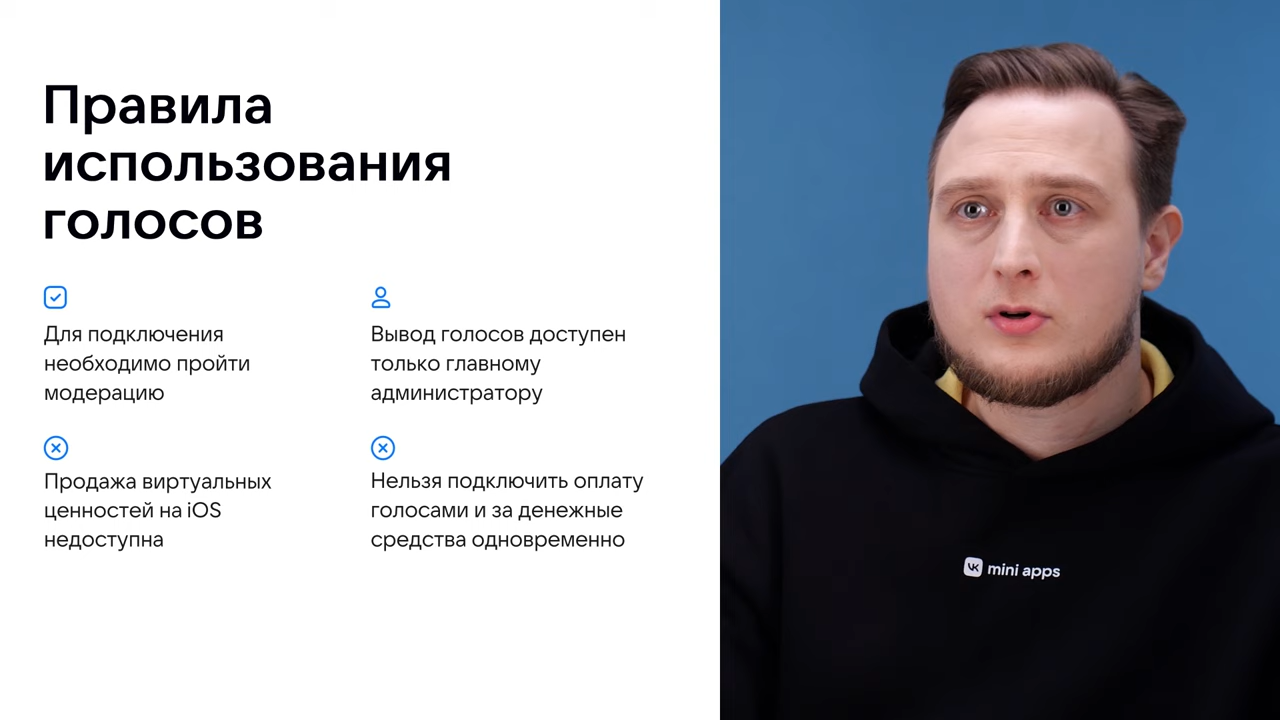 Правила
использования
голосов
Для подключения
необходимо пройти
модерацию
Вывод голосов доступен
только главному
администратору
Продажа виртуальных
ценностей на iOS
недоступна
Нельзя подключить оплату
голосами и за денежные
средства одновременно
VK mini apps